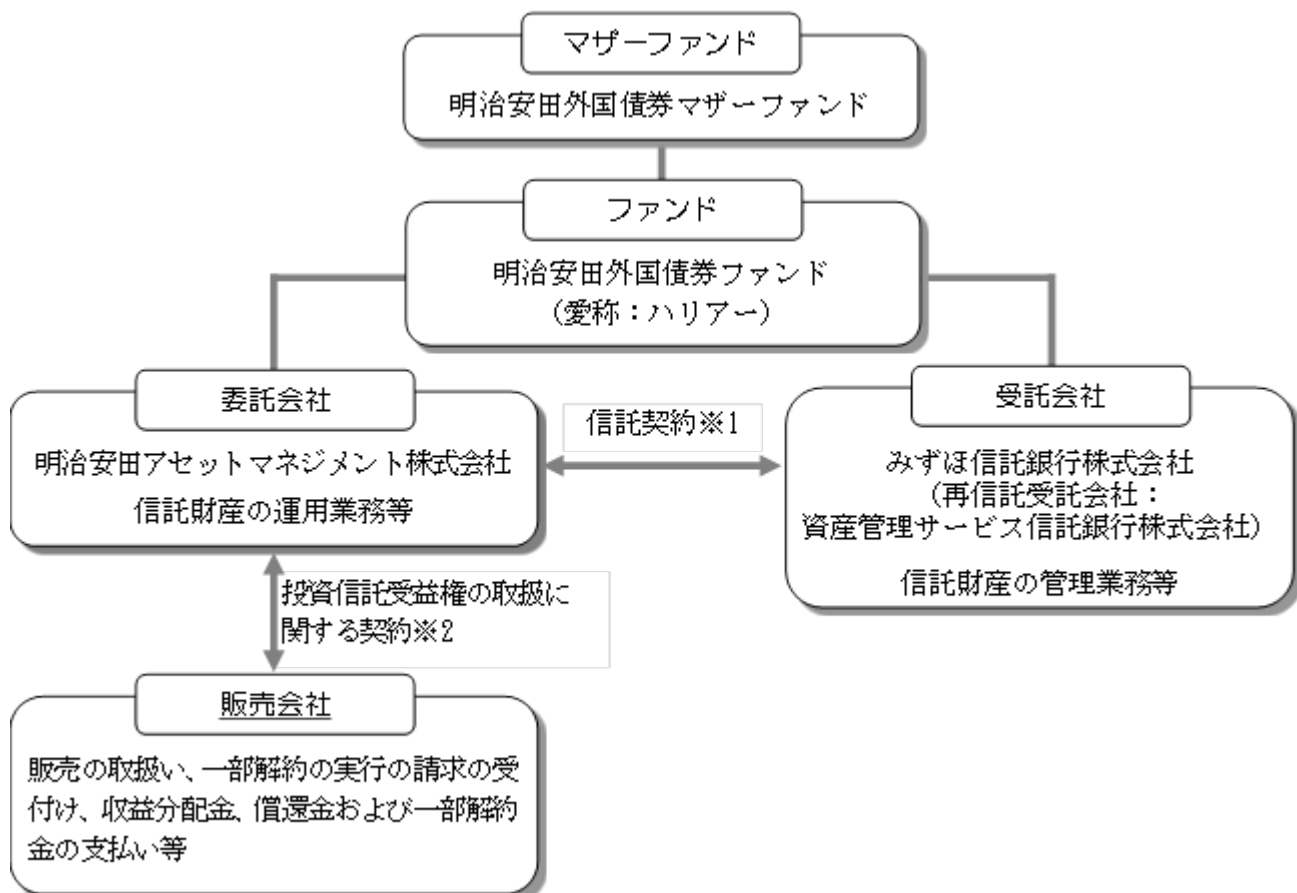 マザーファンド
明治安田外国債券マザーファンド
ファンド
明治安田外国債券ファンド
（愛称：ハリアー）
委託会社
明治安田アセットマネジメント株式会社
信託財産の運用業務等
信託契約※1
受託会社
みずほ信託銀行株式会社
（再信託受託会社：
資産管理サービス信託銀行株式会社）
信託財産の管理業務等
投資信託受益権の取扱に
関する契約※2
販売会社
販売の取扱い、一部解約の実行の請求の受
付け、収益分配金、償還金および一部解約
金の支払い等